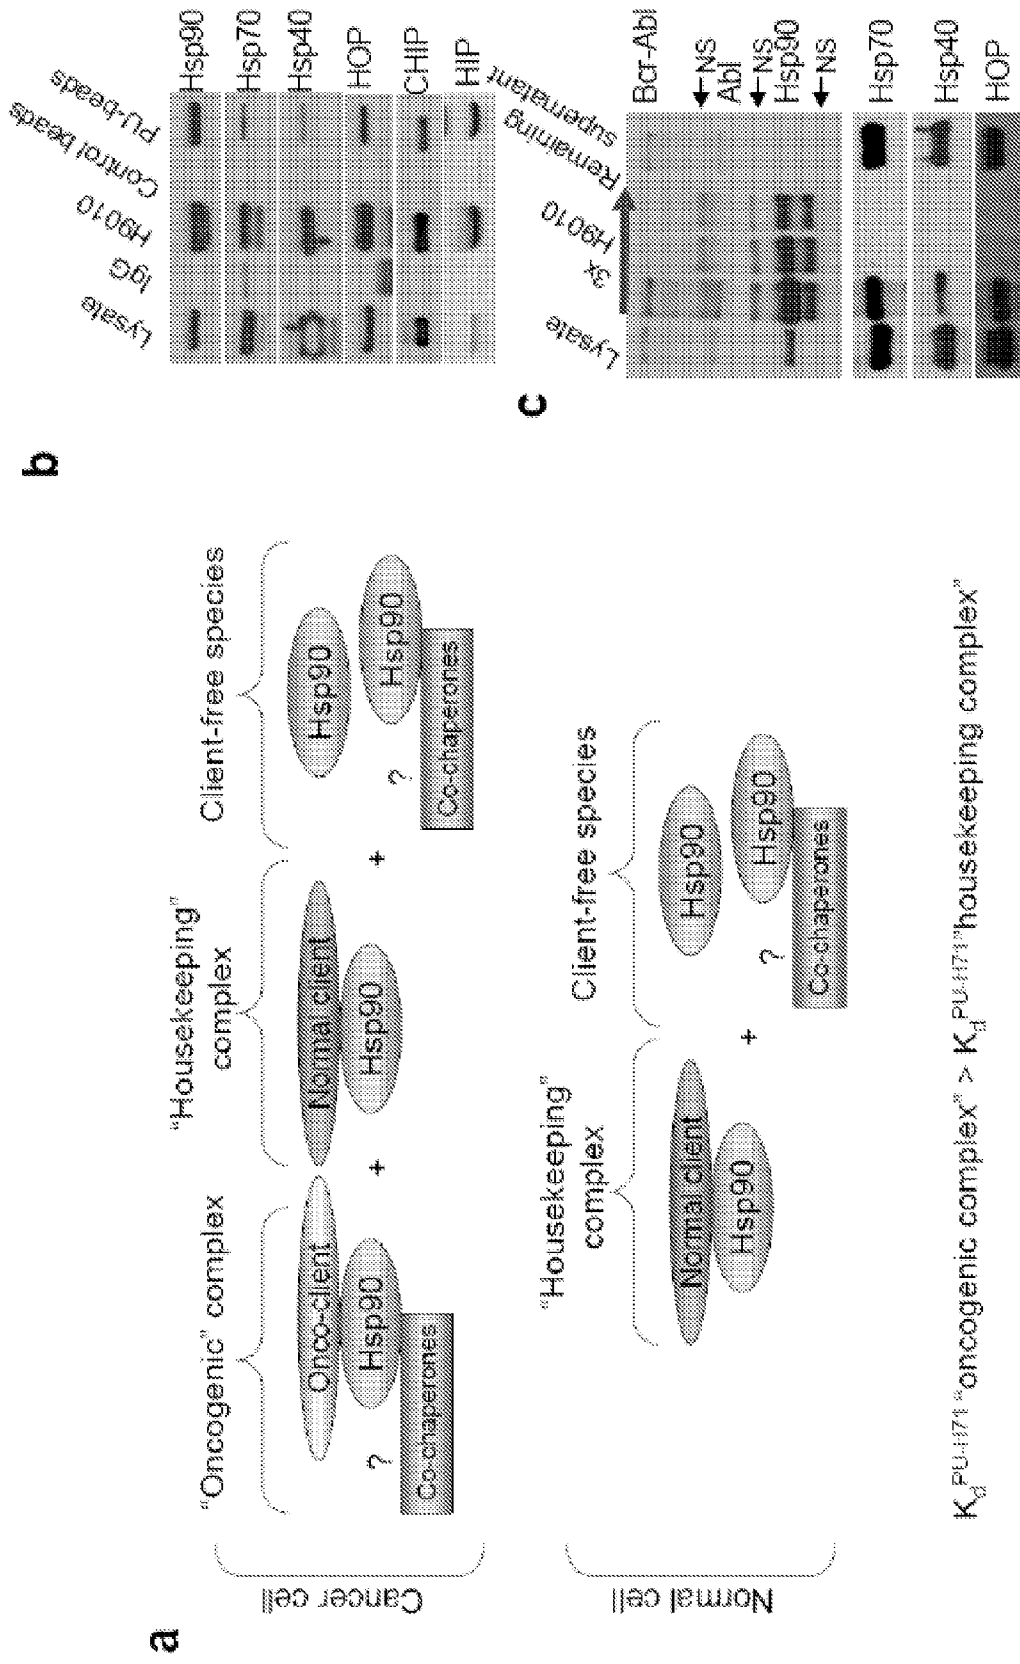 a
Cancer cell
"Oncogenic" complex
Onco-client
Hsp90
?
Co-chaperones
+
"Housekeeping"
complex
Normal client
Hsp90
+
Client-free species
Hsp90
Hsp90
?
Co-chaperones
Normal cell
"Housekeeping"
complex
Normal client
Hsp90
+
Client-free species
Hsp90
Hsp90
?
Co-chaperones
Kd PU-H71 "oncogenic complex" > Kd PU-H71 "housekeeping complex"
b
Lysate
IgG
H9010
Control beads
PU-beads
Hsp90
Hsp70
Hsp40
HOP
CHIP
HIP
c
Lysate
3x
H9010
Remaining
supernatant
Bcr-Abl
NS
Abl
NS
Hsp90
NS
Hsp70
Hsp40
HOP